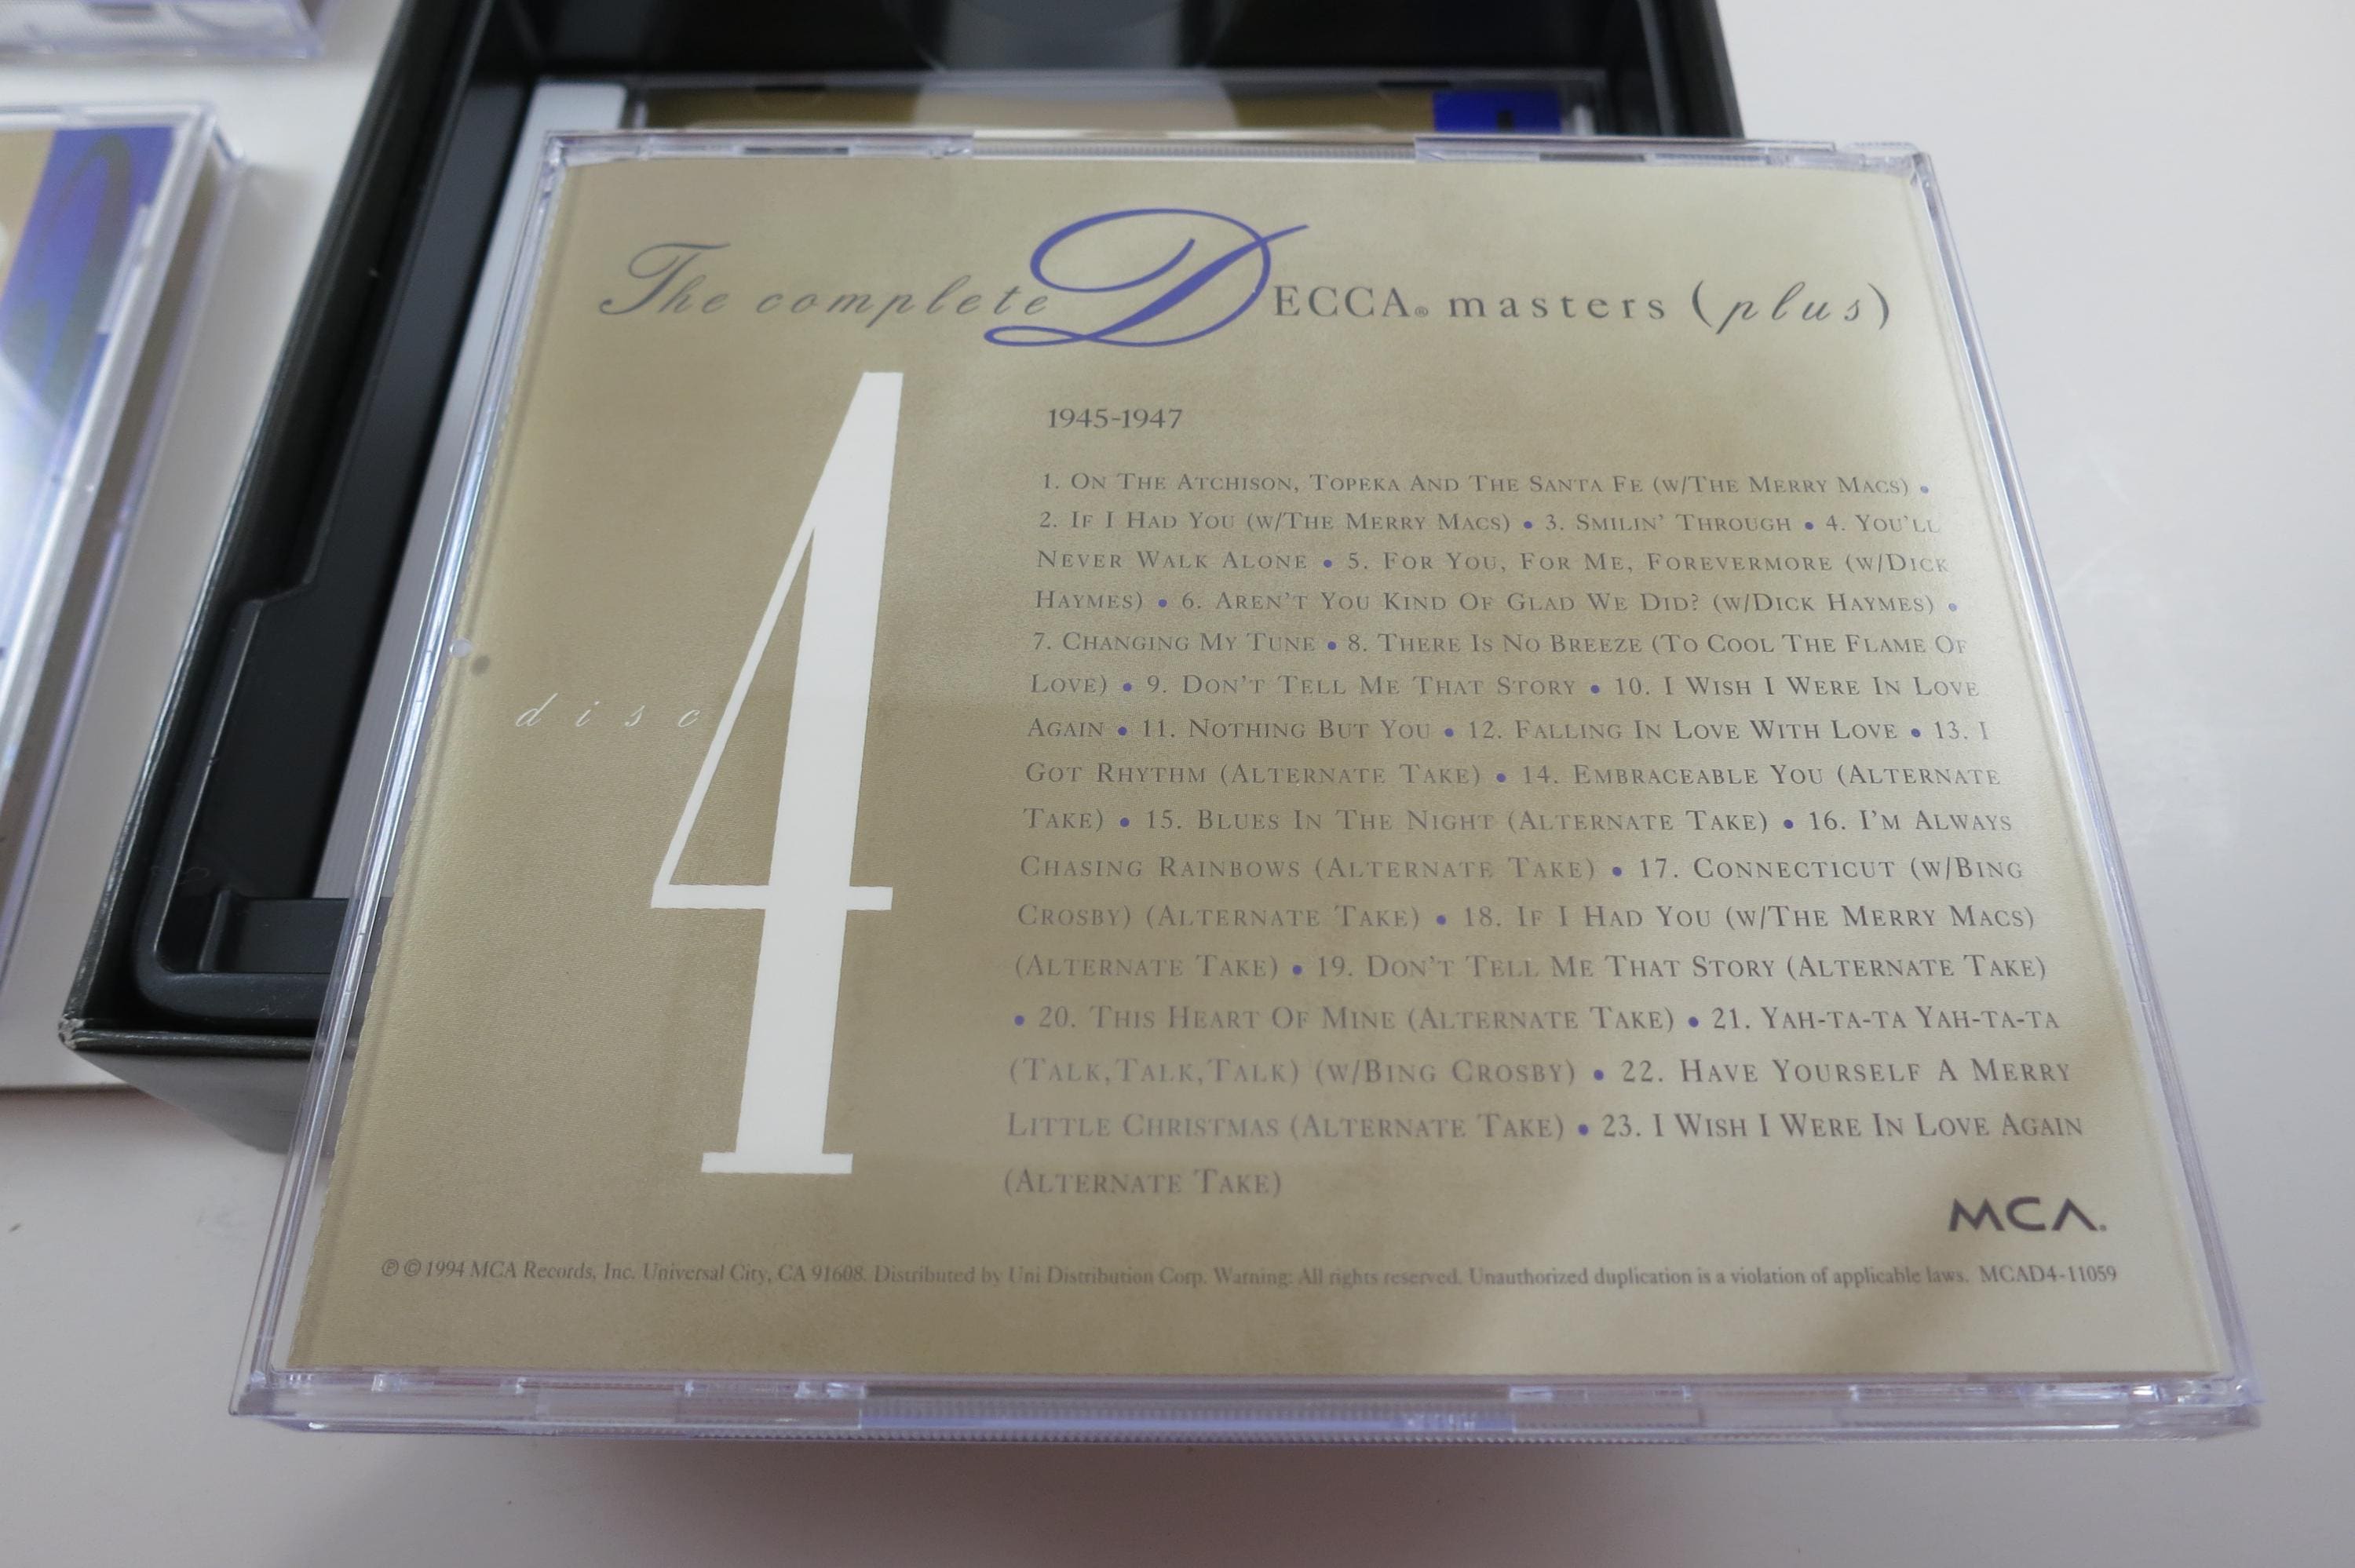 The complete DECCA® masters (plus)
disc 4
1945-1947
1. On The Atchison, Topeka And The Santa Fe (w/The Merry Macs) •
2. If I Had You (w/The Merry Macs) • 3. Smilin' Through • 4. You'll
Never Walk Alone • 5. For You, For Me, Forevermore (w/Dick
Haymes) • 6. Aren't You Kind Of Glad We Did? (w/Dick Haymes) •
7. Changing My Tune • 8. There Is No Breeze (To Cool The Flame Of
Love) • 9. Don't Tell Me That Story • 10. I Wish I Were In Love
Again • 11. Nothing But You • 12. Falling In Love With Love • 13. I
Got Rhythm (Alternate Take) • 14. Embraceable You (Alternate
Take) • 15. Blues In The Night (Alternate Take) • 16. I'm Always
Chasing Rainbows (Alternate Take) • 17. Connecticut (w/Bing
Crosby) (Alternate Take) • 18. If I Had You (w/The Merry Macs)
(Alternate Take) • 19. Don't Tell Me That Story (Alternate Take)
• 20. This Heart Of Mine (Alternate Take) • 21. Yah-Ta-Ta Yah-Ta-Ta
(Talk,Talk,Talk) (w/Bing Crosby) • 22. Have Yourself A Merry
Little Christmas (Alternate Take) • 23. I Wish I Were In Love Again
(Alternate Take)
MCA.
℗ © 1994 MCA Records, Inc. Universal City, CA 91608. Distributed by Uni Distribution Corp. Warning: All rights reserved. Unauthorized duplication is a violation of applicable laws. MCAD4-11059